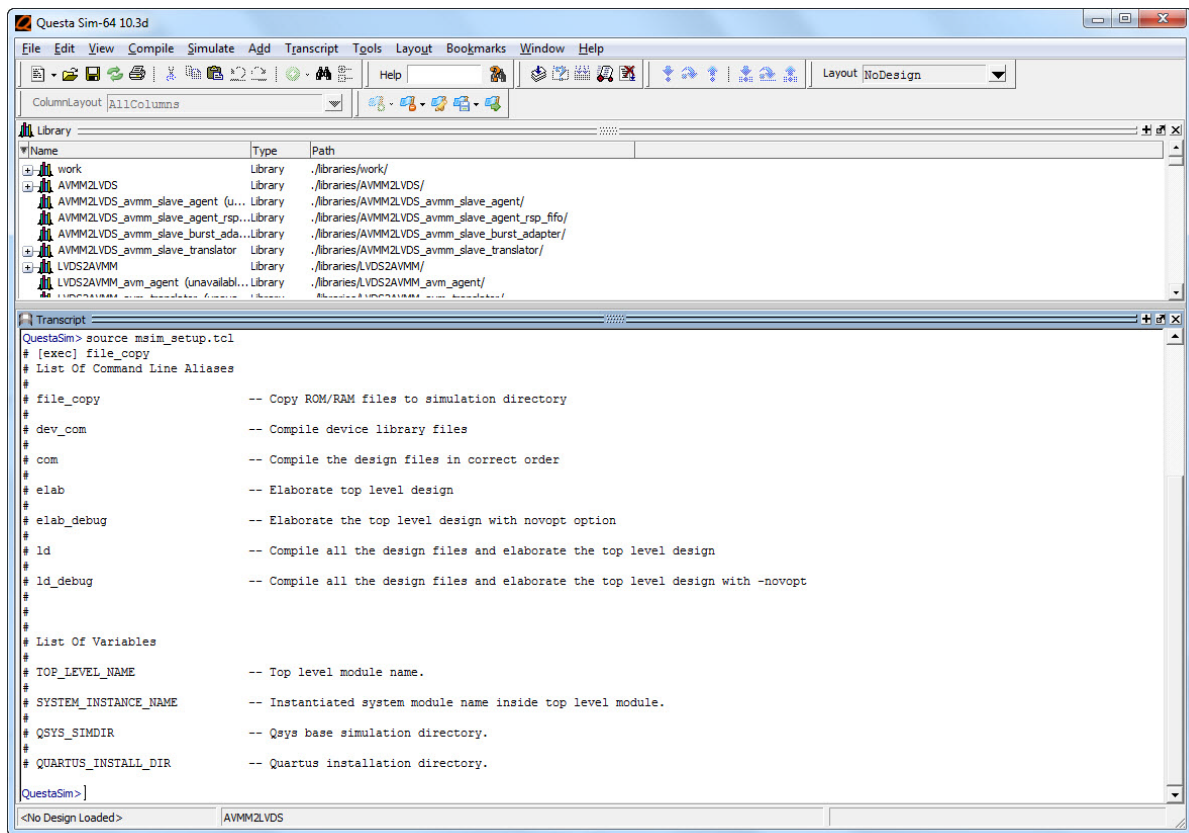 Questa Sim-64 10.3d
File Edit View Compile Simulate Add Transcript Tools Layout Bookmarks Window Help
Help Layout NoDesign
ColumnLayout AllColumns
Library
Name Type Path
work Library ./libraries/work/
AVMM2LVDS Library ./libraries/AVMM2LVDS/
AVMM2LVDS_avmm_slave_agent (u... Library ./libraries/AVMM2LVDS_avmm_slave_agent/
AVMM2LVDS_avmm_slave_agent_rsp... Library ./libraries/AVMM2LVDS_avmm_slave_agent_rsp_fifo/
AVMM2LVDS_avmm_slave_burst_ada... Library ./libraries/AVMM2LVDS_avmm_slave_burst_adapter/
AVMM2LVDS_avmm_slave_translator Library ./libraries/AVMM2LVDS_avmm_slave_translator/
LVDS2AVMM Library ./libraries/LVDS2AVMM/
LVDS2AVMM_avm_agent (unavailabl... Library ./libraries/LVDS2AVMM_avm_agent/
Transcript
QuestaSim> source msim_setup.tcl
# [exec] file_copy
# List Of Command Line Aliases
#
# file_copy -- Copy ROM/RAM files to simulation directory
#
# dev_com -- Compile device library files
#
# com -- Compile the design files in correct order
#
# elab -- Elaborate top level design
#
# elab_debug -- Elaborate the top level design with novopt option
#
# ld -- Compile all the design files and elaborate the top level design
#
# ld_debug -- Compile all the design files and elaborate the top level design with -novopt
#
#
#
# List Of Variables
#
# TOP_LEVEL_NAME -- Top level module name.
#
# SYSTEM_INSTANCE_NAME -- Instantiated system module name inside top level module.
#
# QSYS_SIMDIR -- Qsys base simulation directory.
#
# QUARTUS_INSTALL_DIR -- Quartus installation directory.
QuestaSim>
<No Design Loaded> AVMM2LVDS